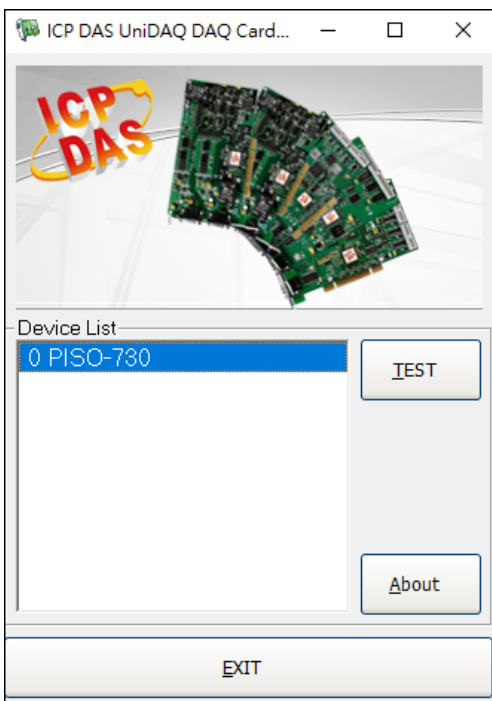 ICP DAS UniDAQ DAQ Card...
ICP
DAS
Device List
0 PISO-730
TEST
About
EXIT